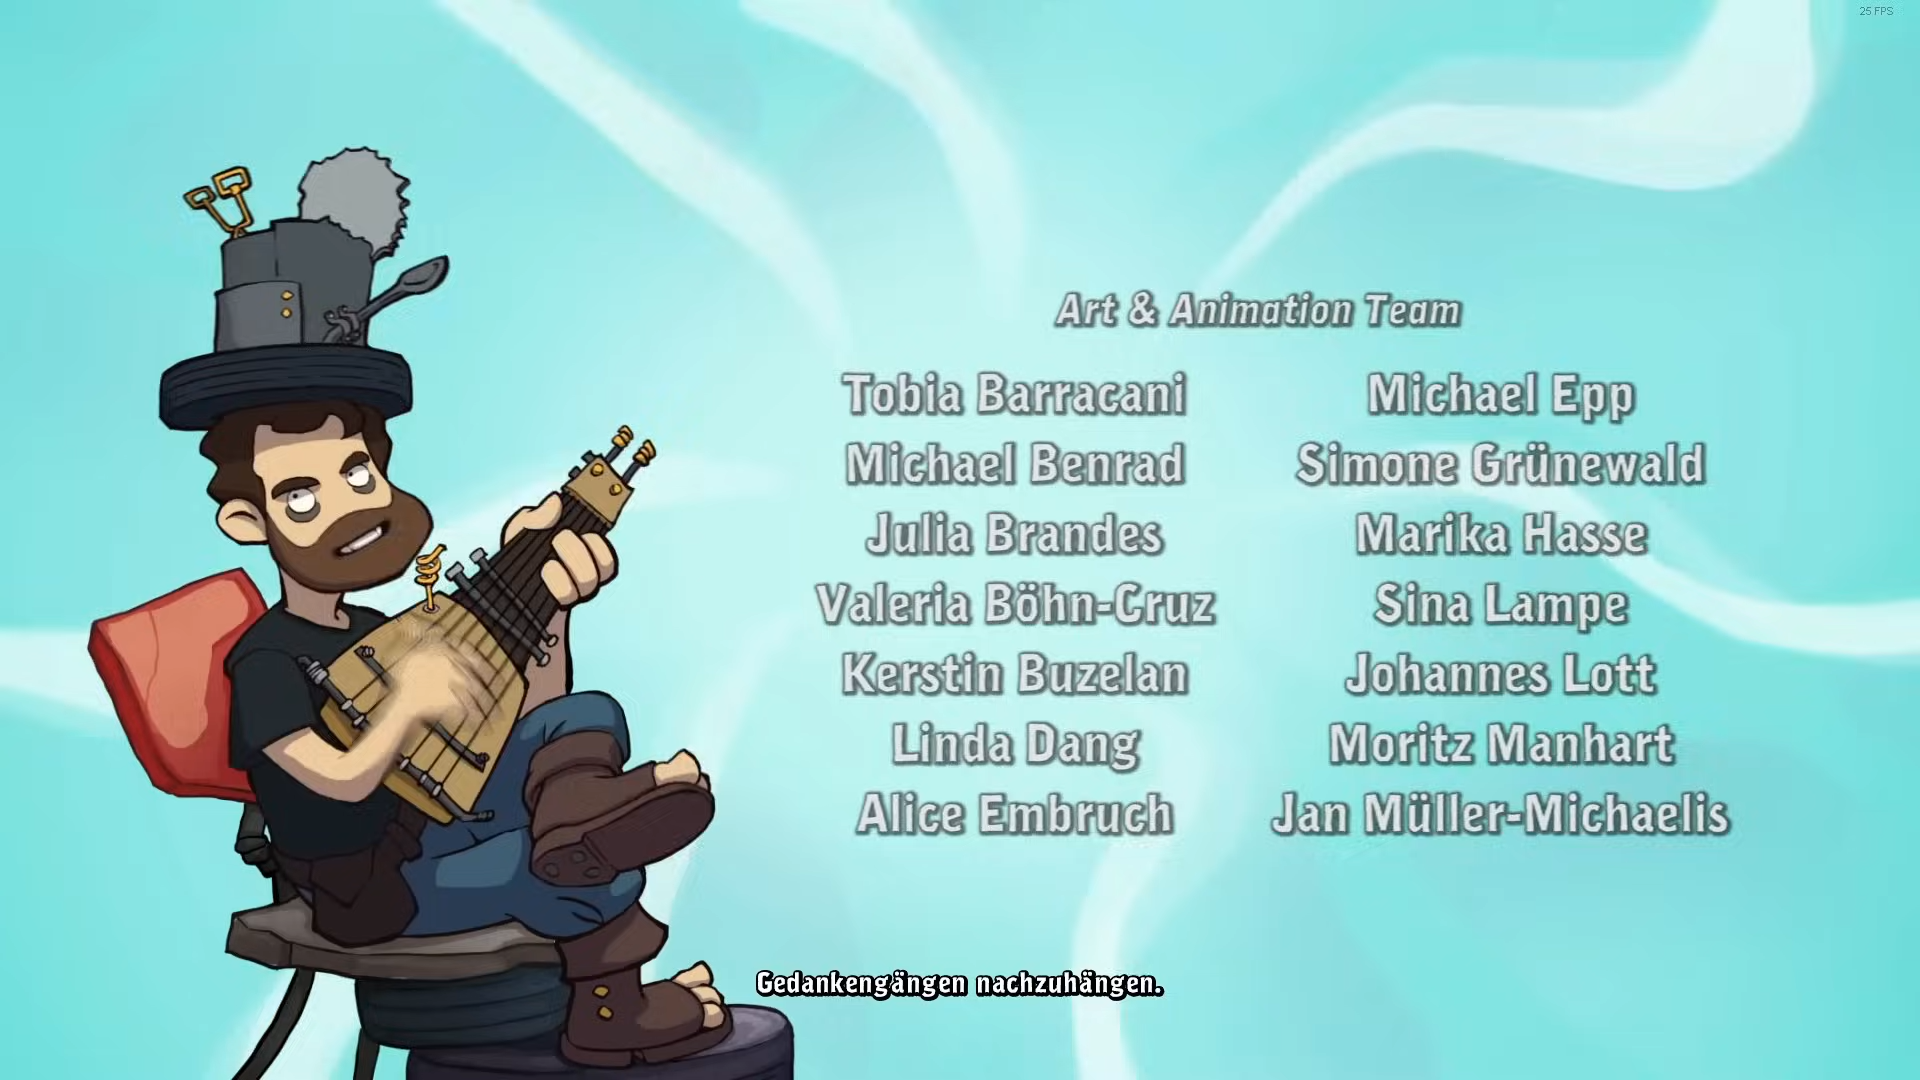 25 FPS
Art & Animation Team
Tobia Barracani
Michael Benrad
Julia Brandes
Valeria Böhn-Cruz
Kerstin Buzelan
Linda Dang
Alice Embruch
Michael Epp
Simone Grünewald
Marika Hasse
Sina Lampe
Johannes Lott
Moritz Manhart
Jan Müller-Michaelis
Gedankengängen nachzuhängen.